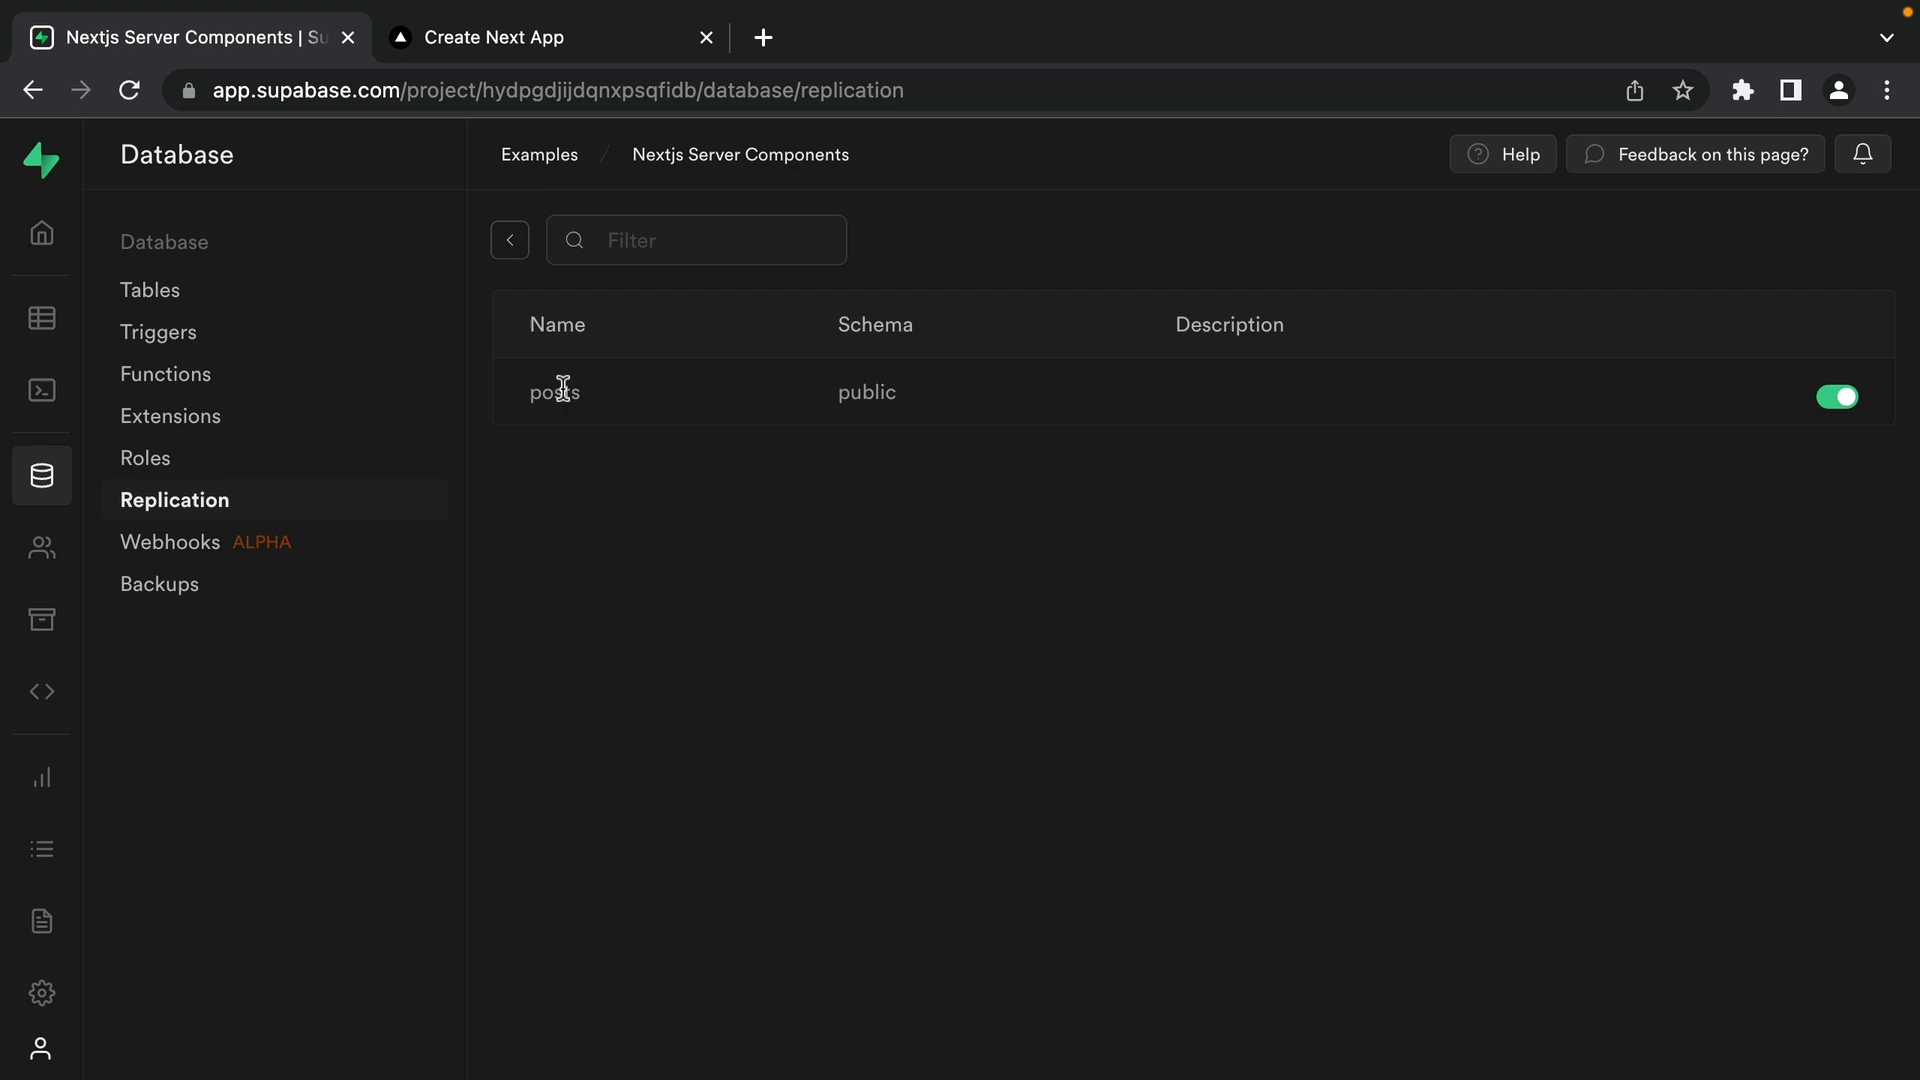 Nextjs Server Components | Su
Create Next App
app.supabase.com/project/hydpgdjijdqnxpsqfidb/database/replication
Database
Examples / Nextjs Server Components
Help
Feedback on this page?
Database
Tables
Triggers
Functions
Extensions
Roles
Replication
Webhooks ALPHA
Backups
Filter
Name Schema Description
posts public